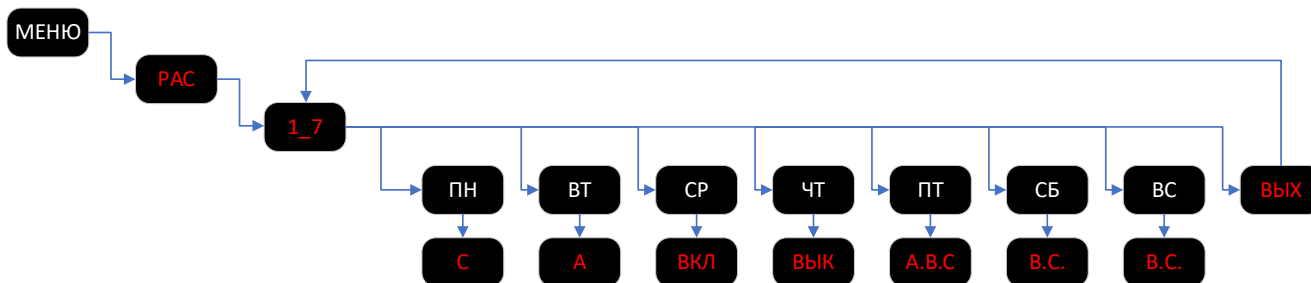 МЕНЮ
РАС
1_7
ПН
ВТ
СР
ЧТ
ПТ
СБ
ВС
ВЫХ
С
А
ВКЛ
ВЫК
А.В.С
В.С.
В.С.